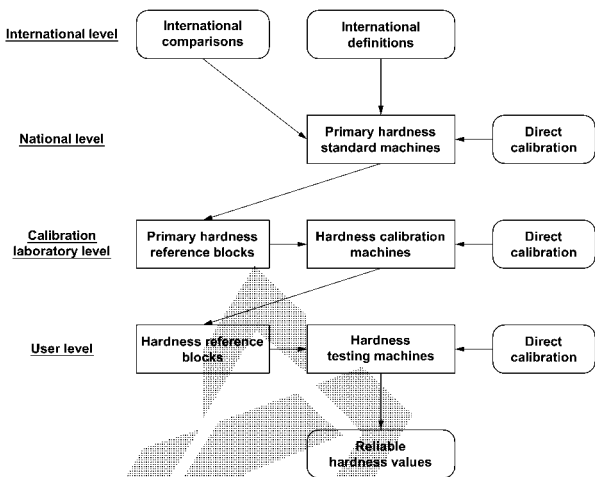 International level
International
comparisons
International
definitions
National level
Primary hardness
standard machines
Direct
calibration
Calibration
laboratory level
Primary hardness
reference blocks
Hardness calibration
machines
Direct
calibration
User level
Hardness reference
blocks
Hardness
testing machines
Direct
calibration
Reliable
hardness values